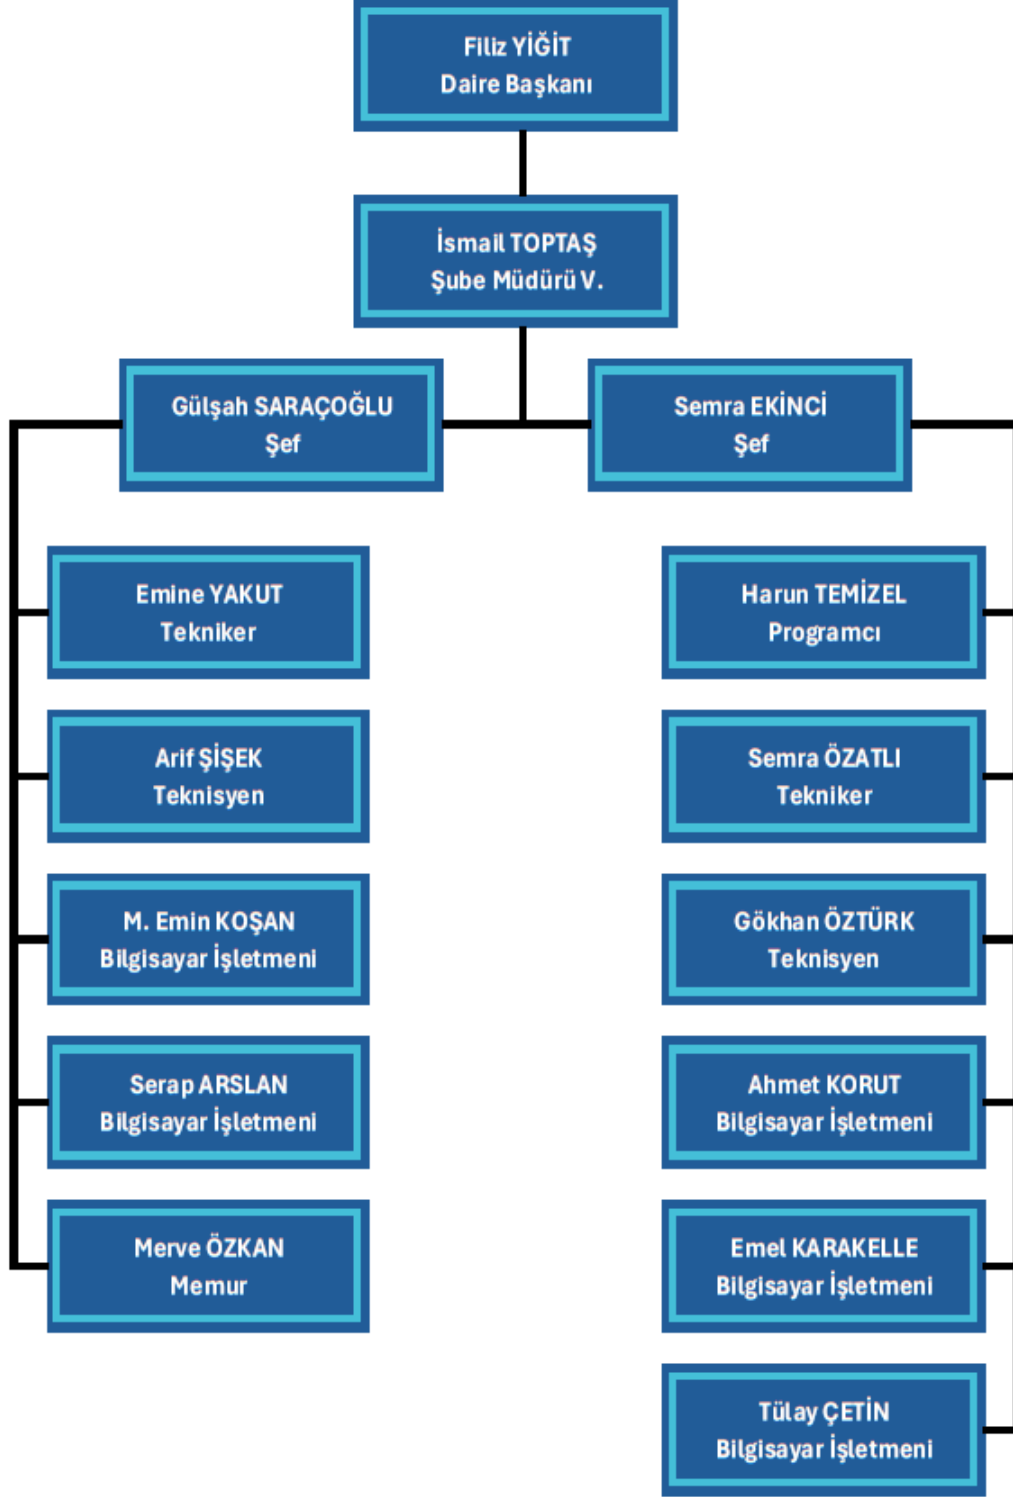 Filiz YİĞİT
Daire Başkanı
İsmail TOPTAŞ
Şube Müdürü V.
Gülşah SARAÇOĞLU
Şef
Semra EKİNCİ
Şef
Emine YAKUT
Tekniker
Arif ŞİŞEK
Teknisyen
M. Emin KOŞAN
Bilgisayar İşletmeni
Serap ARSLAN
Bilgisayar İşletmeni
Merve ÖZKAN
Memur
Harun TEMİZEL
Programcı
Semra ÖZATLI
Tekniker
Gökhan ÖZTÜRK
Teknisyen
Ahmet KORUT
Bilgisayar İşletmeni
Emel KARAKELLE
Bilgisayar İşletmeni
Tülay ÇETİN
Bilgisayar İşletmeni